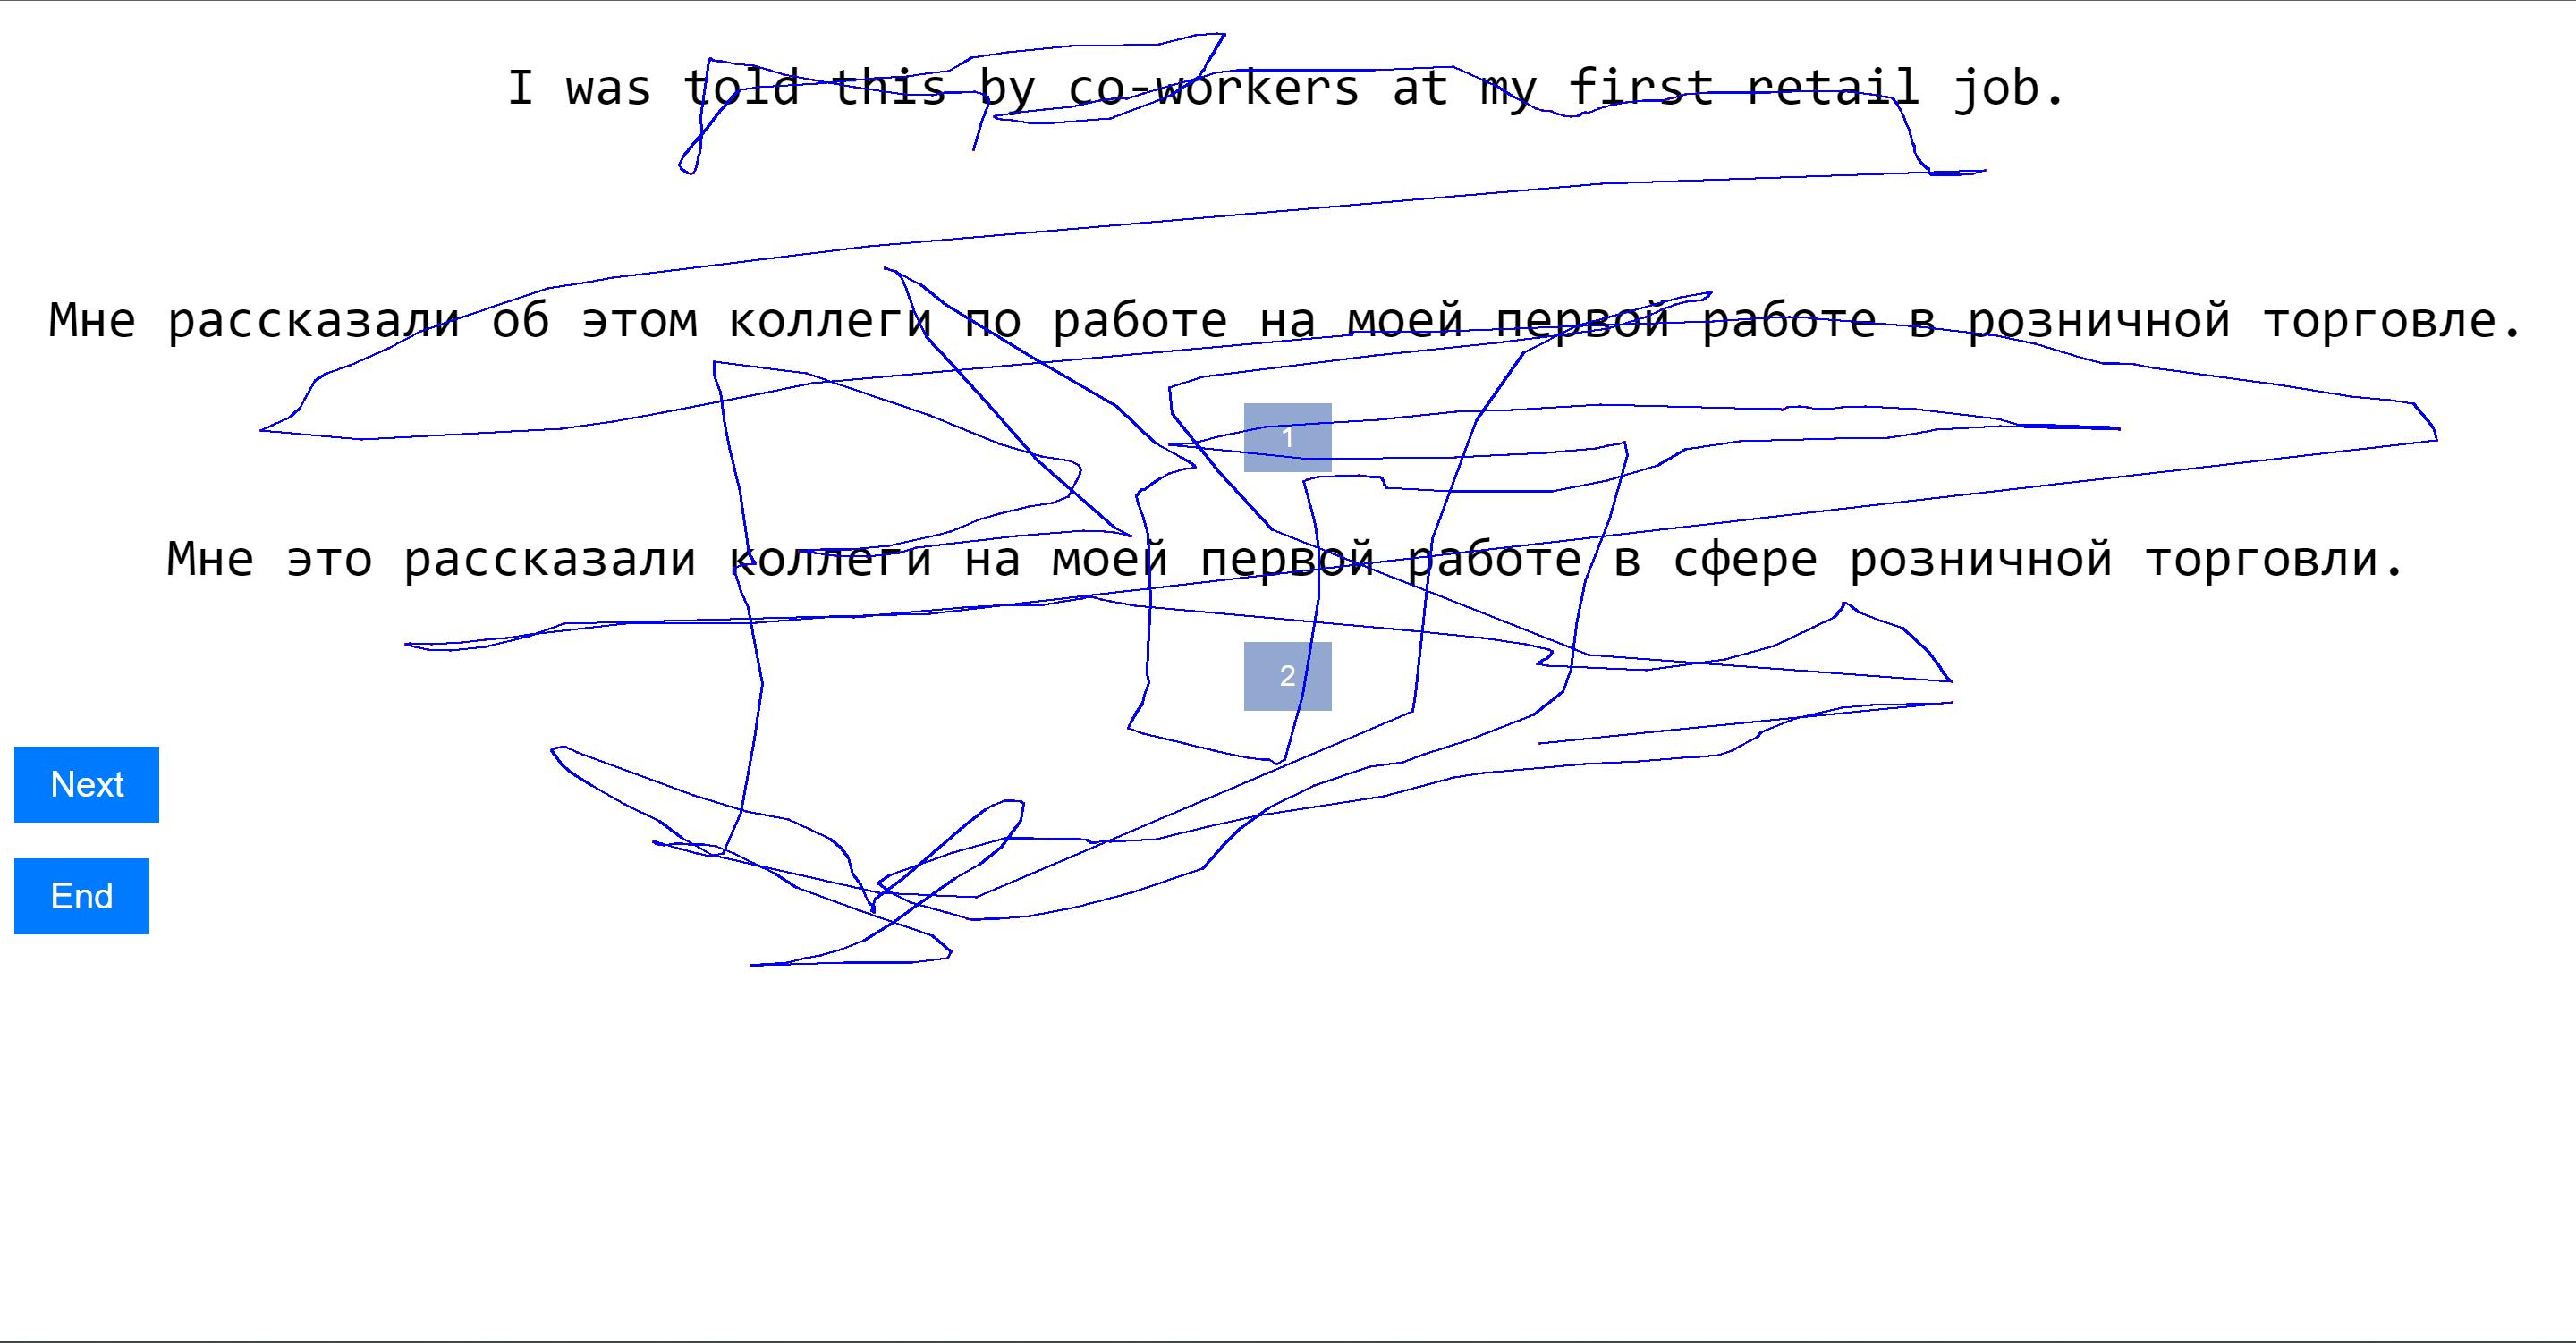 I was told this by co-workers at my first retail job.
Мне рассказали об этом коллеги по работе на моей первой работе в розничной торговле.
1
Мне это рассказали коллеги на моей первой работе в сфере розничной торговли.
2
Next
End